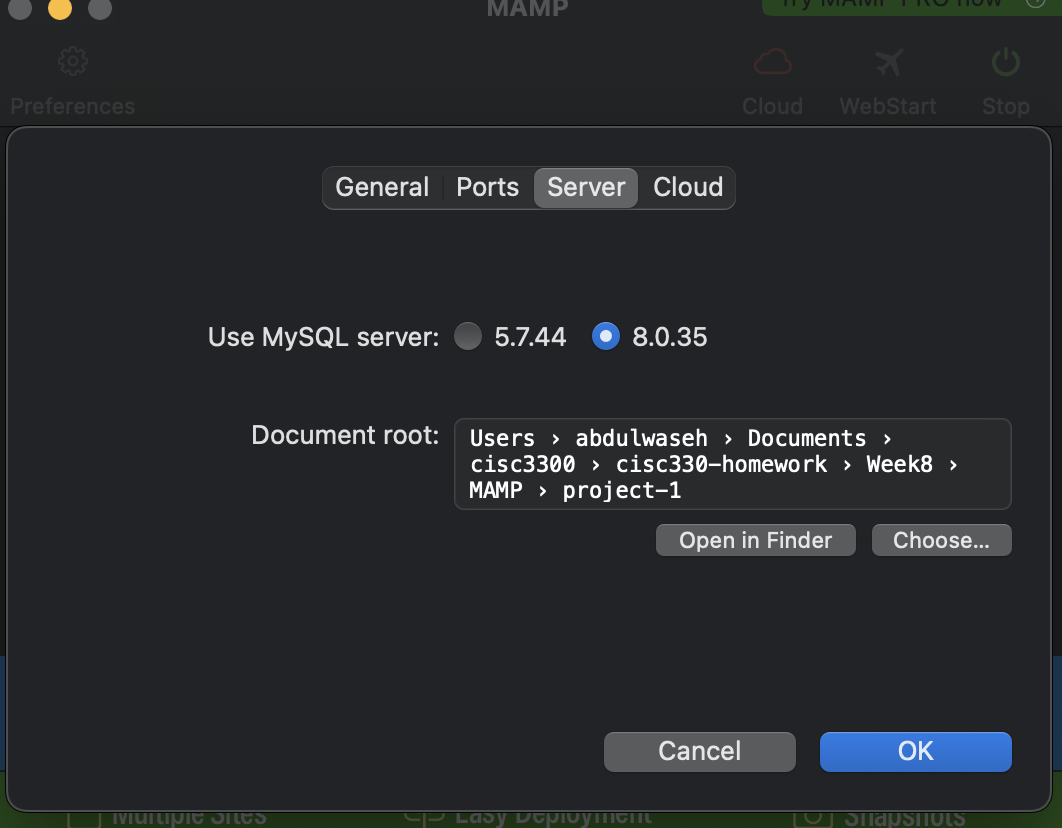 MAMP
Try MAMP PRO now
Preferences
Cloud
WebStart
Stop
General
Ports
Server
Cloud
Use MySQL server:
5.7.44
8.0.35
Document root:
Users › abdulwaseh › Documents ›
cisc3300 › cisc330-homework › Week8 ›
MAMP › project-1
Open in Finder
Choose...
Cancel
OK
Multiple Sites
Easy Deployment
Snapshots